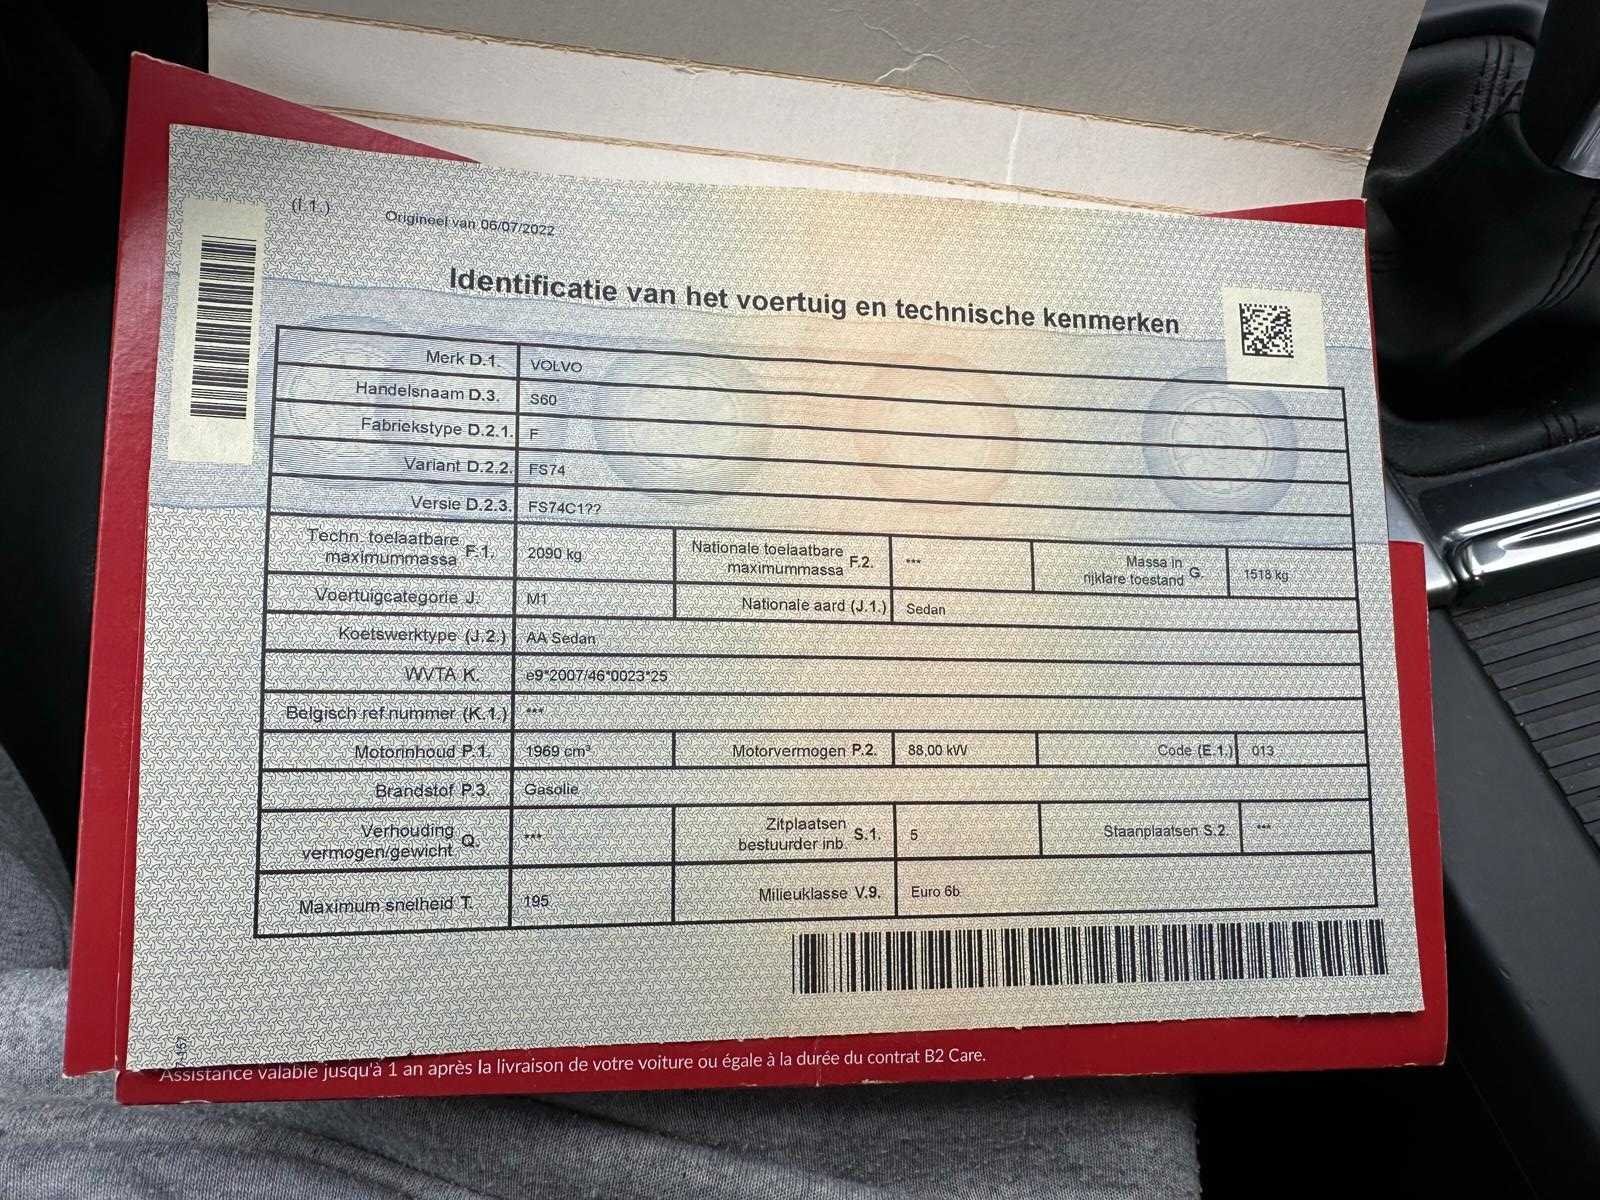 (I.1.) Origineel van 06/07/2022
Identificatie van het voertuig en technische kenmerken
Merk D.1. VOLVO
Handelsnaam D.3. S60
Fabriekstype D.2.1. F
Variant D.2.2. FS74
Versie D.2.3. FS74C1??
Techn. toelaatbare maximummassa F.1. 2090 kg Nationale toelaatbare maximummassa F.2. *** Massa in rijklare toestand G. 1518 kg
Voertuigcategorie J. M1 Nationale aard (J.1.) Sedan
Koetswerktype (J.2.) AA Sedan
WVTA K. e9*2007/46*0023*25
Belgisch ref.nummer (K.1.) ***
Motorinhoud P.1. 1969 cm³ Motorvermogen P.2. 88,00 kW Code (E.1.) 013
Brandstof P.3. Gasolie
Verhouding vermogen/gewicht Q. *** Zitplaatsen bestuurder inb. S.1. 5 Staanplaatsen S.2. ***
Maximum snelheid T. 195 Milieuklasse V.9. Euro 6b
Assistance valable jusqu'à 1 an après la livraison de votre voiture ou égale à la durée du contrat B2 Care.